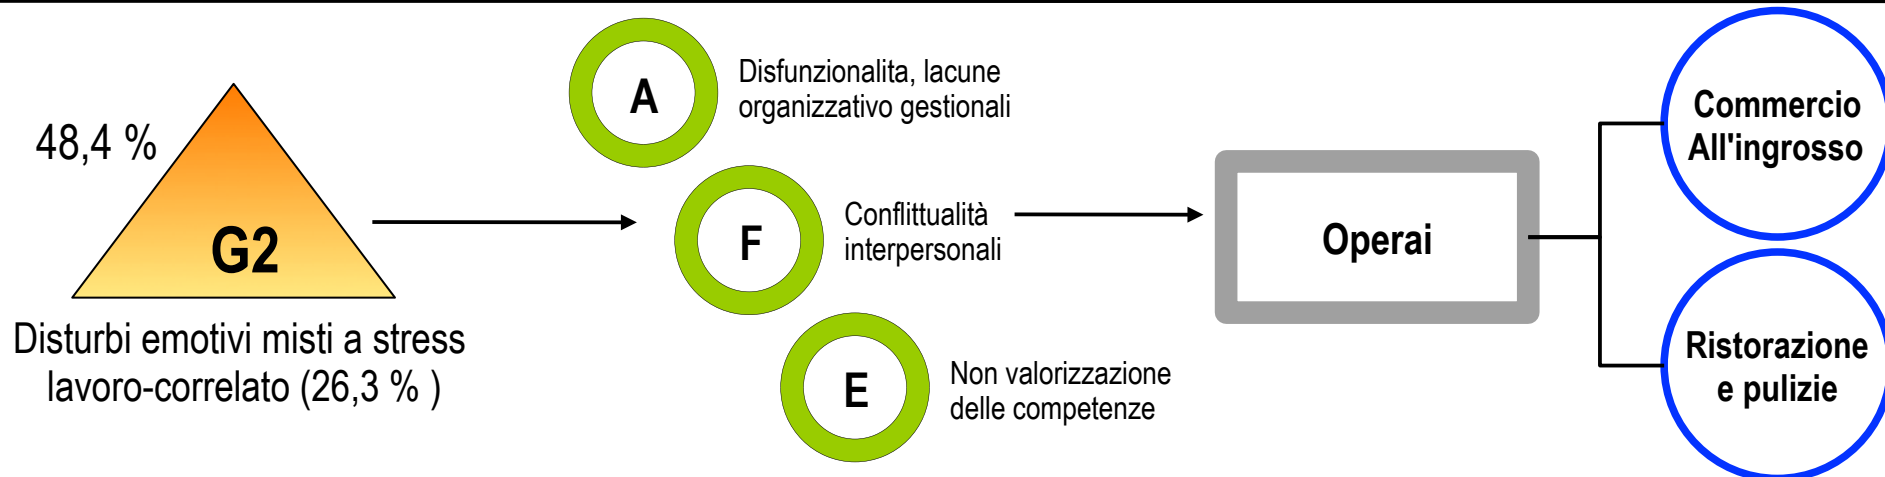 48,4 %
G2
Disturbi emotivi misti a stress
lavoro-correlato (26,3 % )
A
Disfunzionalita, lacune
organizzativo gestionali
F
Conflittualità
interpersonali
E
Non valorizzazione
delle competenze
Operai
Commercio
All'ingrosso
Ristorazione
e pulizie